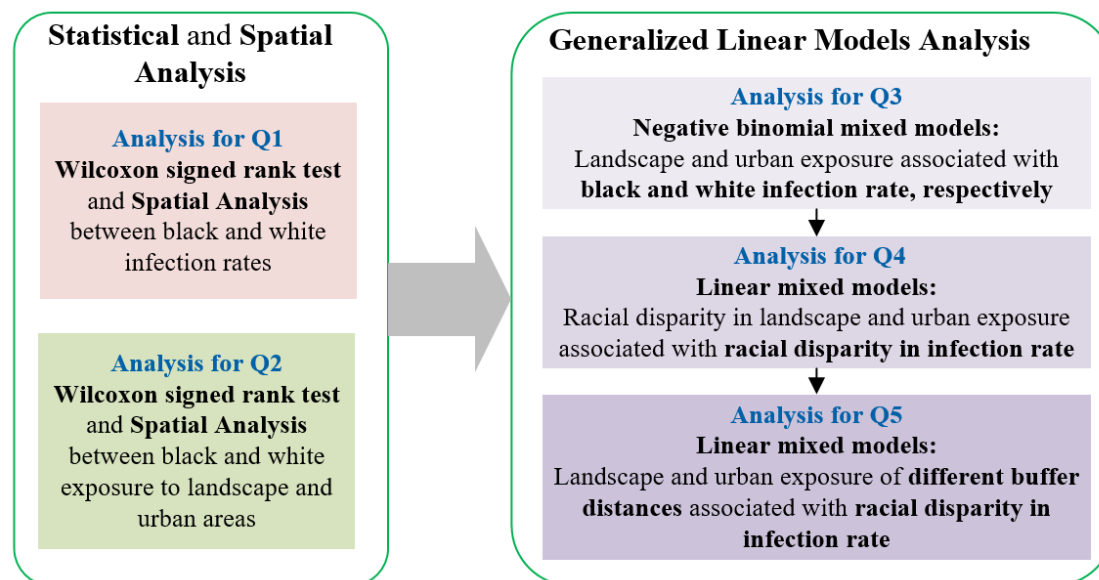 Statistical and Spatial
Analysis
Analysis for Q1
Wilcoxon signed rank test
and Spatial Analysis
between black and white
infection rates
Analysis for Q2
Wilcoxon signed rank test
and Spatial Analysis
between black and white
exposure to landscape and
urban areas
Generalized Linear Models Analysis
Analysis for Q3
Negative binomial mixed models:
Landscape and urban exposure associated with
black and white infection rate, respectively
Analysis for Q4
Linear mixed models:
Racial disparity in landscape and urban exposure
associated with racial disparity in infection rate
Analysis for Q5
Linear mixed models:
Landscape and urban exposure of different buffer
distances associated with racial disparity in
infection rate